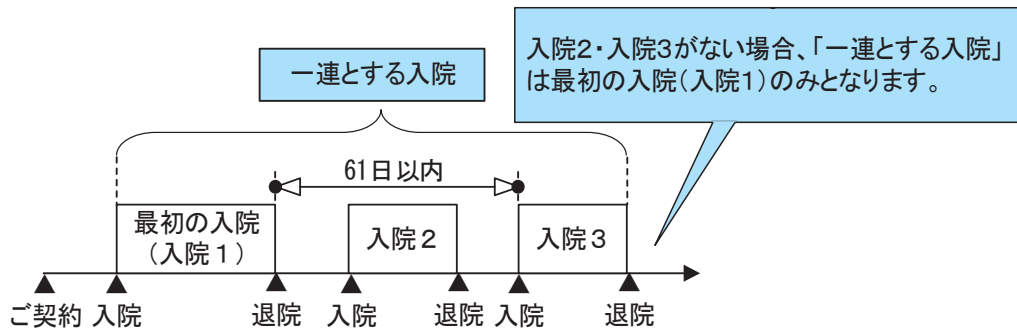 一連とする入院
入院2・入院3がない場合、「一連とする入院」
は最初の入院(入院1)のみとなります。
61日以内
最初の入院
(入院1)
入院2
入院3
ご契約 入院 退院 入院 退院 入院 退院